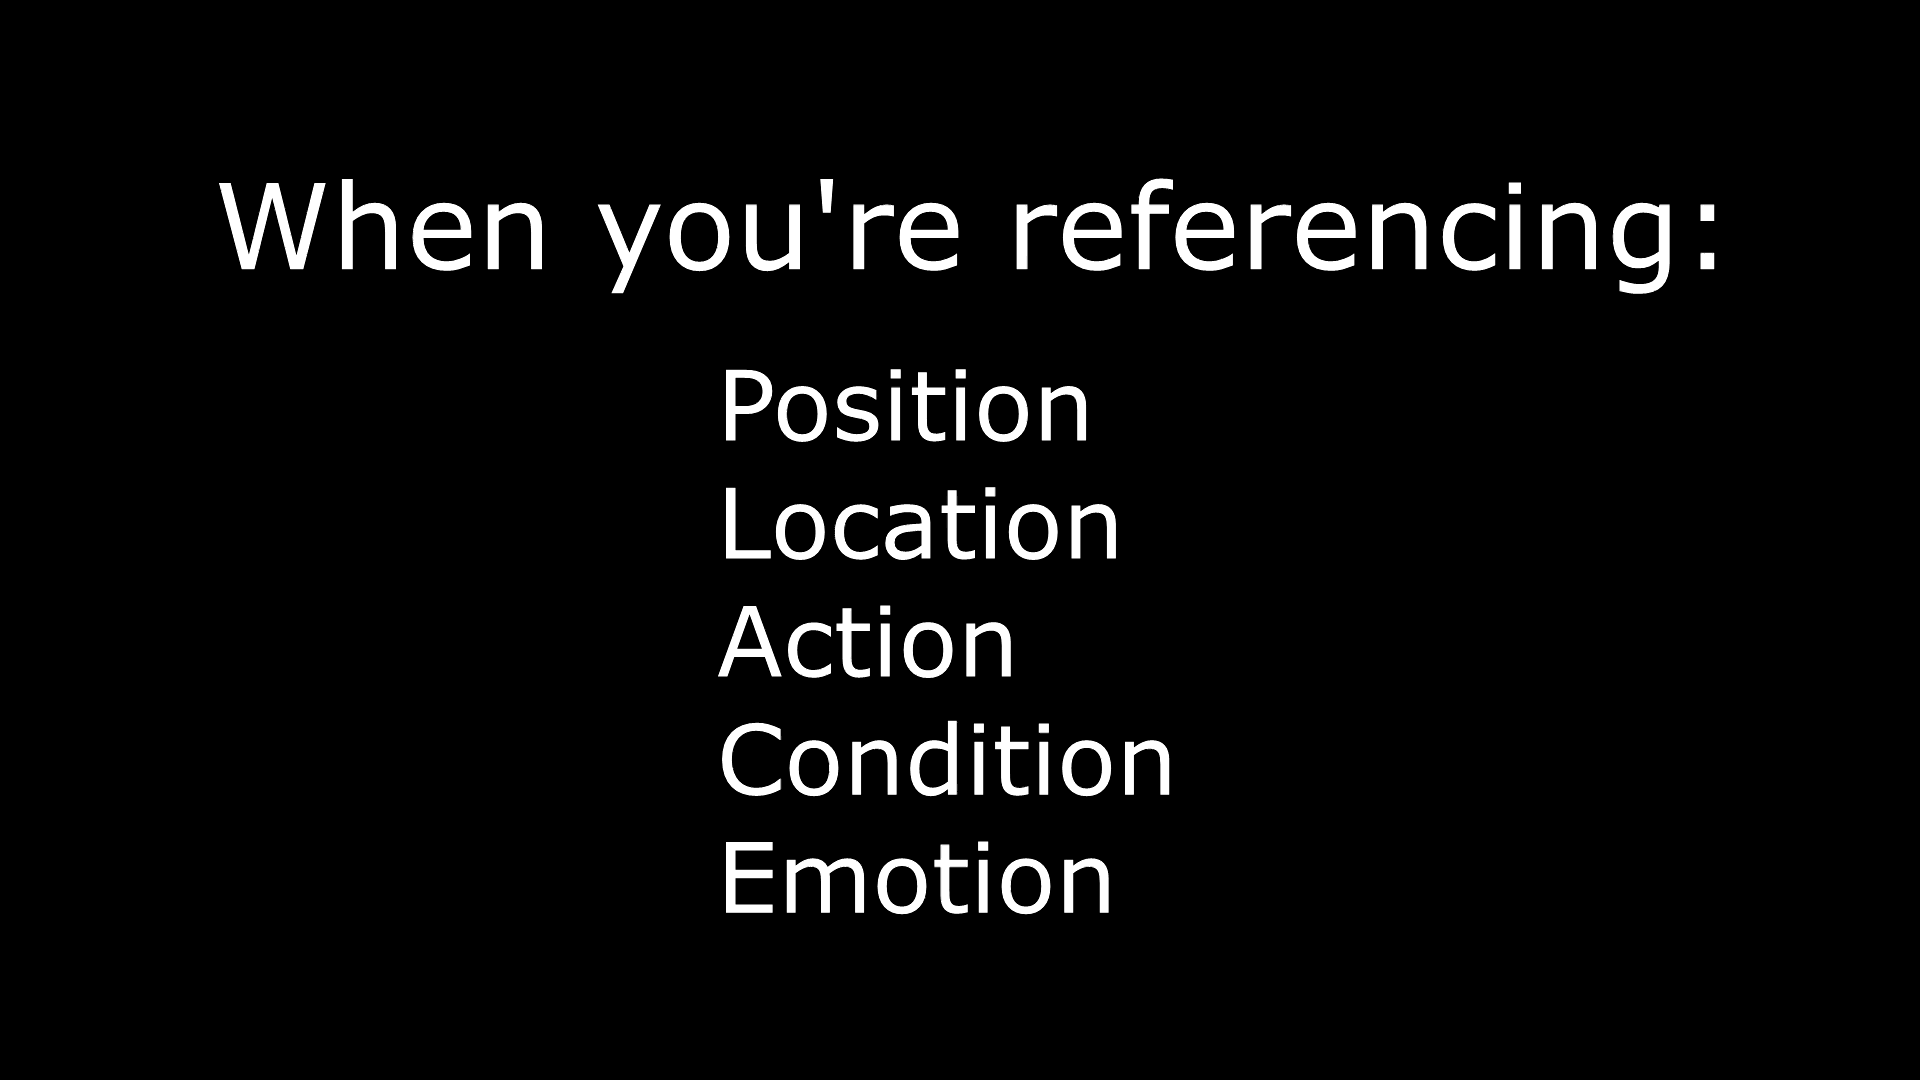 When you're referencing:
Position
Location
Action
Condition
Emotion